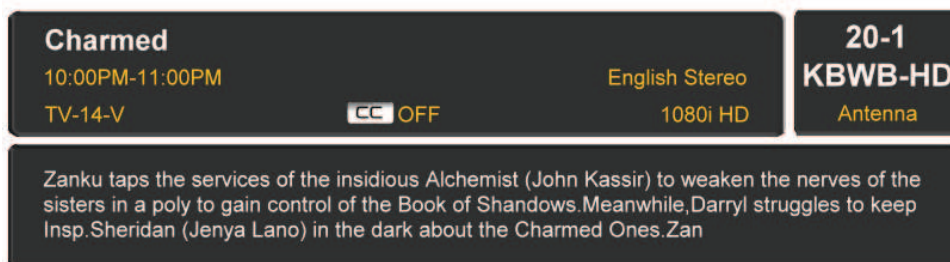 Charmed
10:00PM-11:00PM English Stereo
TV-14-V CC OFF 1080i HD
20-1
KBWB-HD
Antenna
Zanku taps the services of the insidious Alchemist (John Kassir) to weaken the nerves of the
sisters in a poly to gain control of the Book of Shandows.Meanwhile,Darryl struggles to keep
Insp.Sheridan (Jenya Lano) in the dark about the Charmed Ones.Zan